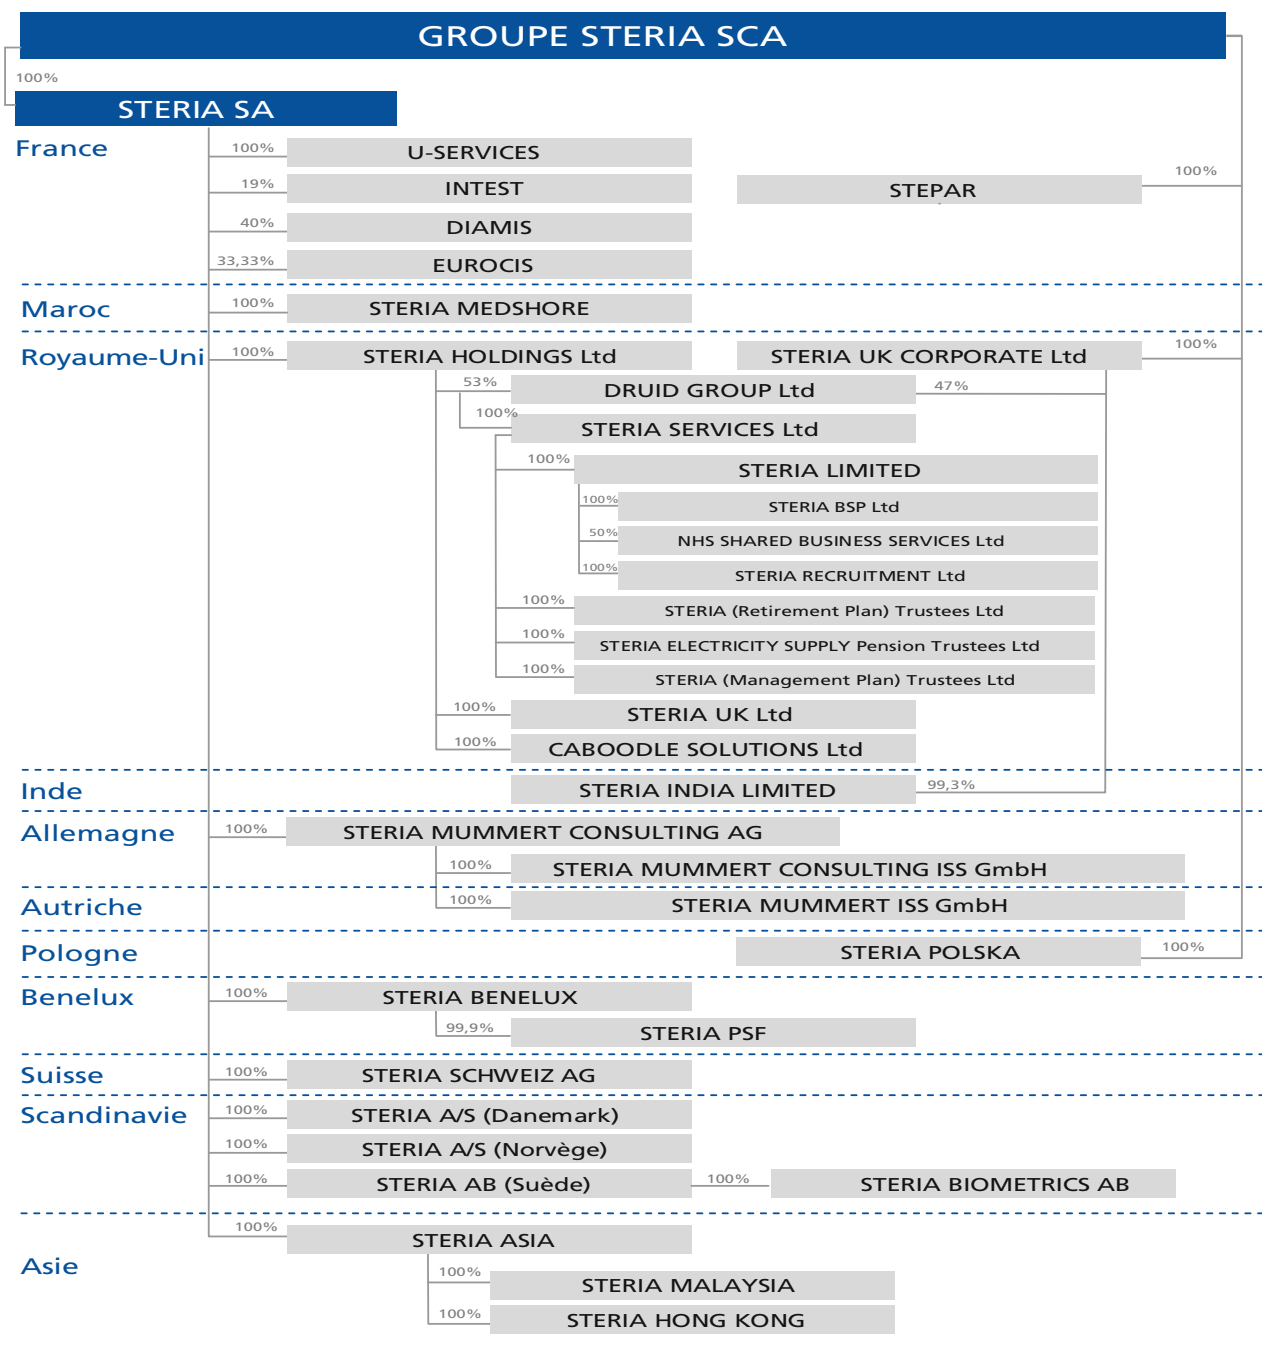 GROUPE STERIA SCA
100%
STERIA SA
France
100%
U-SERVICES
19%
INTEST
100%
STEPAR
40%
DIAMIS
33,33%
EUROCIS
Maroc
100%
STERIA MEDSHORE
Royaume-Uni
100%
STERIA HOLDINGS Ltd
STERIA UK CORPORATE Ltd
100%
53%
DRUID GROUP Ltd
47%
100%
STERIA SERVICES Ltd
100%
STERIA LIMITED
100%
STERIA BSP Ltd
50%
NHS SHARED BUSINESS SERVICES Ltd
100%
STERIA RECRUITMENT Ltd
100%
STERIA (Retirement Plan) Trustees Ltd
100%
STERIA ELECTRICITY SUPPLY Pension Trustees Ltd
100%
STERIA (Management Plan) Trustees Ltd
100%
STERIA UK Ltd
100%
CABOODLE SOLUTIONS Ltd
Inde
STERIA INDIA LIMITED
99,3%
Allemagne
100%
STERIA MUMMERT CONSULTING AG
100%
STERIA MUMMERT CONSULTING ISS GmbH
Autriche
100%
STERIA MUMMERT ISS GmbH
Pologne
STERIA POLSKA
100%
Benelux
100%
STERIA BENELUX
99,9%
STERIA PSF
Suisse
100%
STERIA SCHWEIZ AG
Scandinavie
100%
STERIA A/S (Danemark)
100%
STERIA A/S (Norvège)
100%
STERIA AB (Suède)
100%
STERIA BIOMETRICS AB
Asie
100%
STERIA ASIA
100%
STERIA MALAYSIA
100%
STERIA HONG KONG